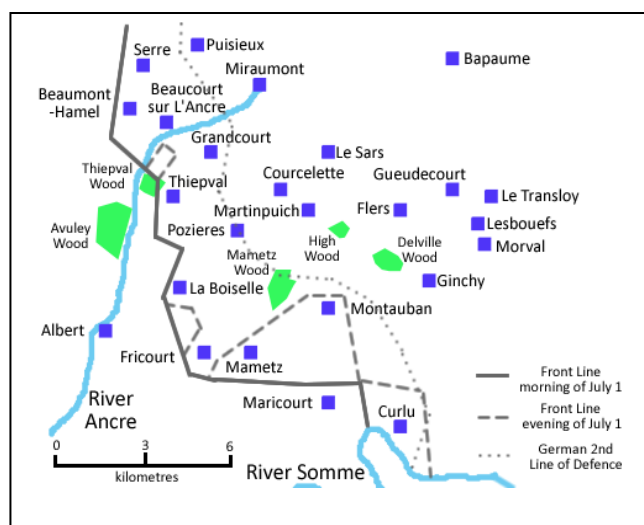 Puisieux
Serre
Bapaume
Miraumont
Beaumont
-Hamel
Beaucourt
sur L'Ancre
Grandcourt
Le Sars
Thiepval
Wood
Thiepval
Courcelette
Gueudecourt
Le Transloy
Avuley
Wood
Martinpuich
Flers
Lesbouefs
Pozieres
Mametz
Wood
High
Wood
Delville
Wood
Morval
La Boiselle
Ginchy
Montauban
Albert
Fricourt
Mametz
Maricourt
Curlu
River
Ancre
River Somme
0 3 6
kilometres
Front Line
morning of July 1
Front Line
evening of July 1
German 2nd
Line of Defence